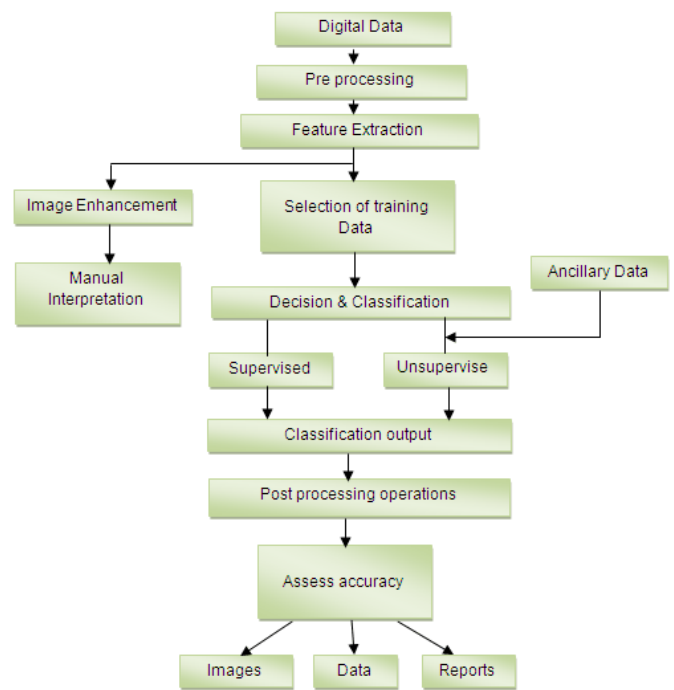 Digital Data
Pre processing
Feature Extraction
Image Enhancement
Selection of training
Data
Manual
Interpretation
Ancillary Data
Decision & Classification
Supervised
Unsupervise
Classification output
Post processing operations
Assess accuracy
Images
Data
Reports